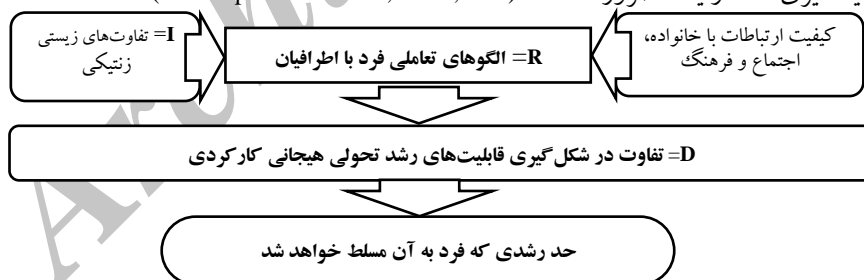 کیفیت ارتباطات با خانواده،
اجتماع و فرهنگ
R= الگوهای تعاملی فرد با اطرافیان
I= تفاوت‌های زیستی
ژنتیکی
D= تفاوت در شکل‌گیری قابلیت‌های رشد تحولی هیجانی کارکردی
حد رشدی که فرد به آن مسلط خواهد شد